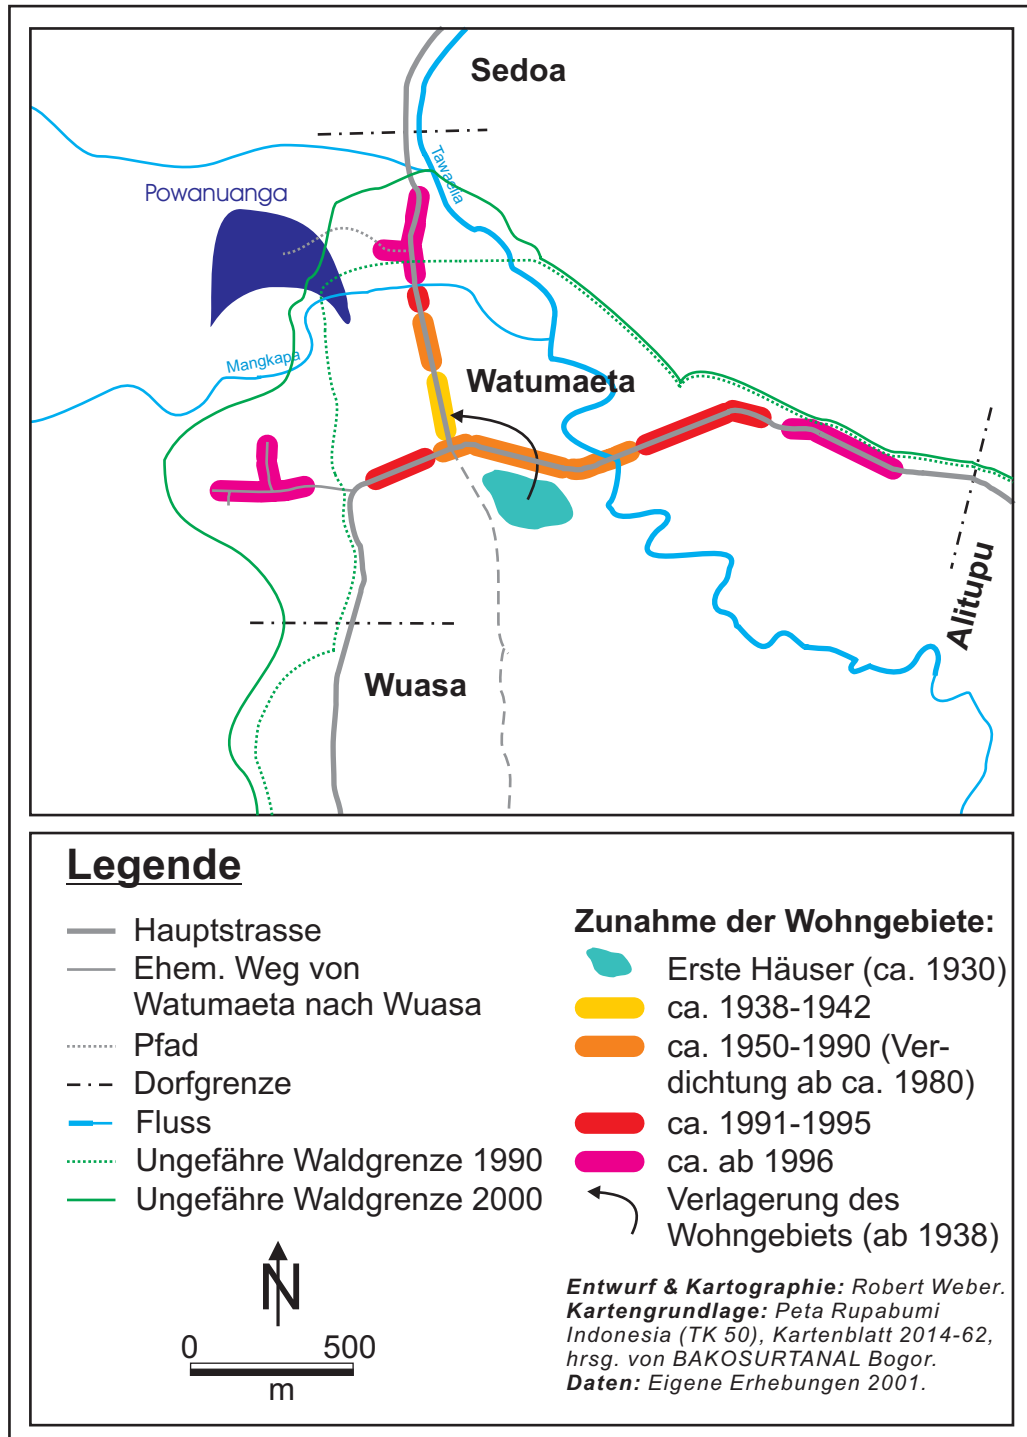 Sedoa
Tawaelia
Powanuanga
Mangkapa
Watumaeta
Alitupu
Wuasa
Legende
Hauptstrasse
Ehem. Weg von
Watumaeta nach Wuasa
Pfad
Dorfgrenze
Fluss
Ungefähre Waldgrenze 1990
Ungefähre Waldgrenze 2000
N
0 500
m
Zunahme der Wohngebiete:
Erste Häuser (ca. 1930)
ca. 1938-1942
ca. 1950-1990 (Ver-
dichtung ab ca. 1980)
ca. 1991-1995
ca. ab 1996
Verlagerung des
Wohngebiets (ab 1938)
Entwurf & Kartographie: Robert Weber.
Kartengrundlage: Peta Rupabumi
Indonesia (TK 50), Kartenblatt 2014-62,
hrsg. von BAKOSURTANAL Bogor.
Daten: Eigene Erhebungen 2001.